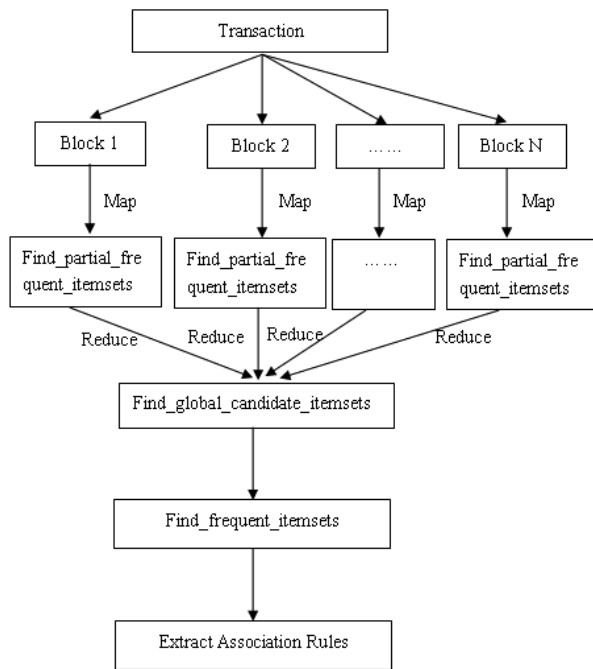 Transaction
Block 1
Block 2
……
Block N
Map
Map
Map
Map
Find_partial_fre
quent_itemsets
Find_partial_fre
quent_itemsets
……
Find_partial_fre
quent_itemsets
Reduce
Reduce
Reduce
Reduce
Find_global_candidate_itemsets
Find_frequent_itemsets
Extract Association Rules